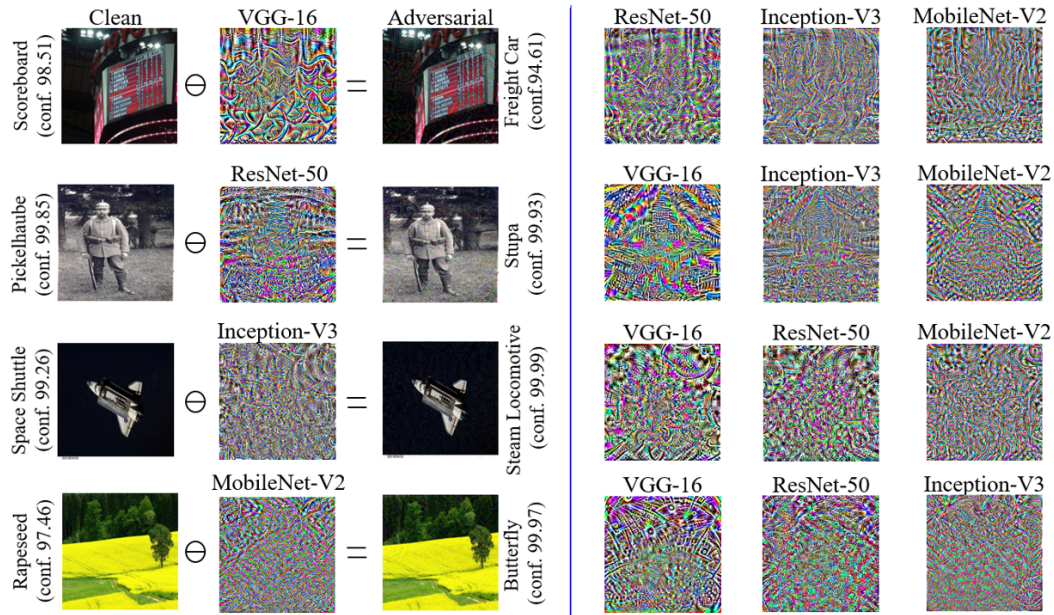 Clean VGG-16 Adversarial
Scoreboard
(conf. 98.51)
⊖
=
Freight Car
(conf.94.61)
ResNet-50 Inception-V3 MobileNet-V2
ResNet-50
Pickelhaube
(conf. 99.85)
⊖
=
Stupa
(conf. 99.93)
VGG-16 Inception-V3 MobileNet-V2
Inception-V3
Space Shuttle
(conf. 99.26)
⊖
=
Steam Locomotive
(conf. 99.99)
VGG-16 ResNet-50 MobileNet-V2
MobileNet-V2
Rapeseed
(conf. 97.46)
⊖
=
Butterfly
(conf. 99.97)
VGG-16 ResNet-50 Inception-V3